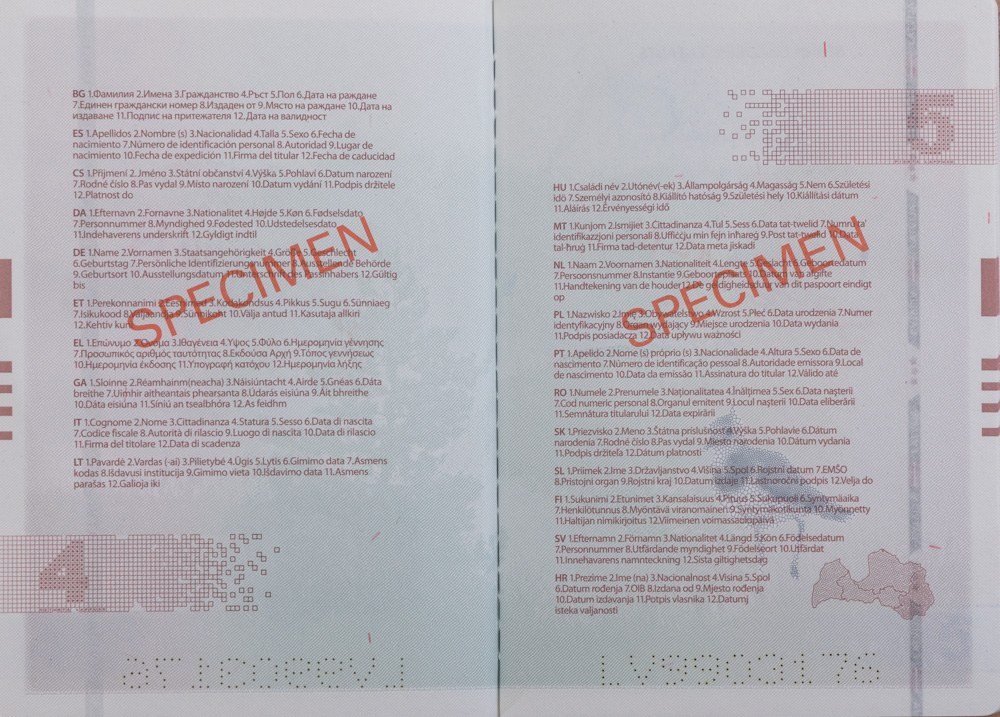 BG 1.Фамилия 2.Имена 3.Гражданство 4.Ръст 5.Пол 6.Дата на раждане
7.Единен граждански номер 8.Издаден от 9.Място на раждане 10.Дата на
издаване 11.Подпис на притежателя 12.Дата на валидност
ES 1.Apellidos 2.Nombre (s) 3.Nacionalidad 4.Talla 5.Sexo 6.Fecha de
nacimiento 7.Número de identificación personal 8.Autoridad 9.Lugar de
nacimiento 10.Fecha de expedición 11.Firma del titular 12.Fecha de caducidad
CS 1.Příjmení 2.Jméno 3.Státní občanství 4.Výška 5.Pohlaví 6.Datum narození
7.Rodné číslo 8.Pas vydal 9.Místo narození 10.Datum vydání 11.Podpis držitele
12.Platnost do
DA 1.Efternavn 2.Fornavne 3.Nationalitet 4.Højde 5.Køn 6.Fødselsdato
7.Personnummer 8.Myndighed 9.Fødested 10.Udstedelsesdato
11.Indehaverens underskrift 12.Gyldigt indtil
DE 1.Name 2.Vornamen 3.Staatsangehörigkeit 4.Größe 5.Geschlecht
6.Geburtstag 7.Persönliche Identifizierungsnummer 8.Ausstellende Behörde
9.Geburtsort 10.Ausstellungsdatum 11.Unterschrift des Passinhabers 12.Gültig
bis
SPECIMEN
ET 1.Perekonnanimi 2.Eesnimed 3.Kodakondsus 4.Pikkus 5.Sugu 6.Sünniaeg
7.Isikukood 8.Väljaandja 9.Sünnikoht 10.Välja antud 11.Kasutaja allkiri
12.Kehtiv kuni
EL 1.Επώνυμο 2.Όνομα 3.Ιθαγένεια 4.Υψος 5.Φύλο 6.Ημερομηνία γέννησης
7.Προσωπικός αριθμός ταυτότητας 8.Εκδούσα Αρχή 9.Τόπος γεννήσεως
10.Ημερομηνία έκδοσης 11.Υπογραφή κατόχου 12.Ημερομηνία λήξης
GA 1.Sloinne 2.Réamhainm(neacha) 3.Náisiúntacht 4.Airde 5.Gnéas 6.Dáta
breithe 7.Uimhir aitheantais phearsanta 8.Údarás eisiúna 9.Áit bhreithe
10.Dáta eisiúna 11.Síniú an tsealbhóra 12.As feidhm
IT 1.Cognome 2.Nome 3.Cittadinanza 4.Statura 5.Sesso 6.Data di nascita
7.Codice fiscale 8.Autorità di rilascio 9.Luogo di nascita 10.Data di rilascio
11.Firma del titolare 12.Data di scadenza
LT 1.Pavardė 2.Vardas (-ai) 3.Pilietybė 4.Ūgis 5.Lytis 6.Gimimo data 7.Asmens
kodas 8.Išdavusi institucija 9.Gimimo vieta 10.Išdavimo data 11.Asmens
parašas 12.Galioja iki
4
5
HU 1.Családi név 2.Utónév(-ek) 3.Állampolgárság 4.Magasság 5.Nem 6.Születési
idő 7.Személyi azonosító 8.Kiállító hatóság 9.Születési hely 10.Kiállítási dátum
11.Aláírás 12.Érvényességi idő
MT 1.Kunjom 2.Ismijiet 3.Cittadinanza 4.Tul 5.Sess 6.Data tat-twelid 7.Numru ta'
identifikazzjoni personali 8.Uffiċċju min fejn inħareġ 9.Post tat-twelid 10.Data
tal-ħruġ 11.Firma tad-detentur 12.Data meta jiskadi
NL 1.Naam 2.Voornamen 3.Nationaliteit 4.Lengte 5.Geslacht 6.Geboortedatum
7.Persoonsnummer 8.Instantie 9.Geboorteplaats 10.Datum van afgifte
11.Handtekening van de houder12.De geldigheidsduur van dit paspoort eindigt
op
SPECIMEN
PL 1.Nazwisko 2.Imię 3.Obywatelstwo 4.Wzrost 5.Płeć 6.Data urodzenia 7.Numer
identyfikacyjny 8.Organ wydający 9.Miejsce urodzenia 10.Data wydania
11.Podpis posiadacza 12.Data upływu ważności
PT 1.Apelido 2.Nome (s) próprio (s) 3.Nacionalidade 4.Altura 5.Sexo 6.Data de
nascimento 7.Número de identificação pessoal 8.Autoridade emissora 9.Local
de nascimento 10.Data da emissão 11.Assinatura do titular 12.Válido até
RO 1.Numele 2.Prenumele 3.Naționalitatea 4.Înălțimea 5.Sex 6.Data nașterii
7.Cod numeric personal 8.Organul emitent 9.Locul nașterii 10.Data eliberării
11.Semnătura titularului 12.Data expirării
SK 1.Priezvisko 2.Meno 3.Štátna príslušnosť 4.Výška 5.Pohlavie 6.Dátum
narodenia 7.Rodné číslo 8.Pas vydal 9.Miesto narodenia 10.Dátum vydania
11.Podpis držiteľa 12.Dátum platnosti
SL 1.Priimek 2.Ime 3.Državljanstvo 4.Višina 5.Spol 6.Rojstni datum 7.EMŠO
8.Pristojni organ 9.Rojstni kraj 10.Datum izdaje 11.Lastnoročni podpis 12.Velja do
FI 1.Sukunimi 2.Etunimet 3.Kansalaisuus 4.Pituus 5.Sukupuoli 6.Syntymäaika
7.Henkilötunnus 8.Myöntävä viranomainen 9.Syntymäkotikunta 10.Myönnetty
11.Haltijan nimikirjoitus 12.Viimeinen voimassaolopäivä
SV 1.Efternamn 2.Förnamn 3.Nationalitet 4.Längd 5.Kön 6.Födelsedatum
7.Personnummer 8.Utfärdande myndighet 9.Födelseort 10.Utfärdat
11.Innehavarens namnteckning 12.Sista giltighetsdag
HR 1.Prezime 2.Ime (na) 3.Nacionalnost 4.Visina 5.Spol
6.Datum rođenja 7.OIB 8.Izdana od 9.Mjesto rođenja
10.Datum izdavanja 11.Potpis vlasnika 12.Datumj
isteka valjanosti
LV9903176